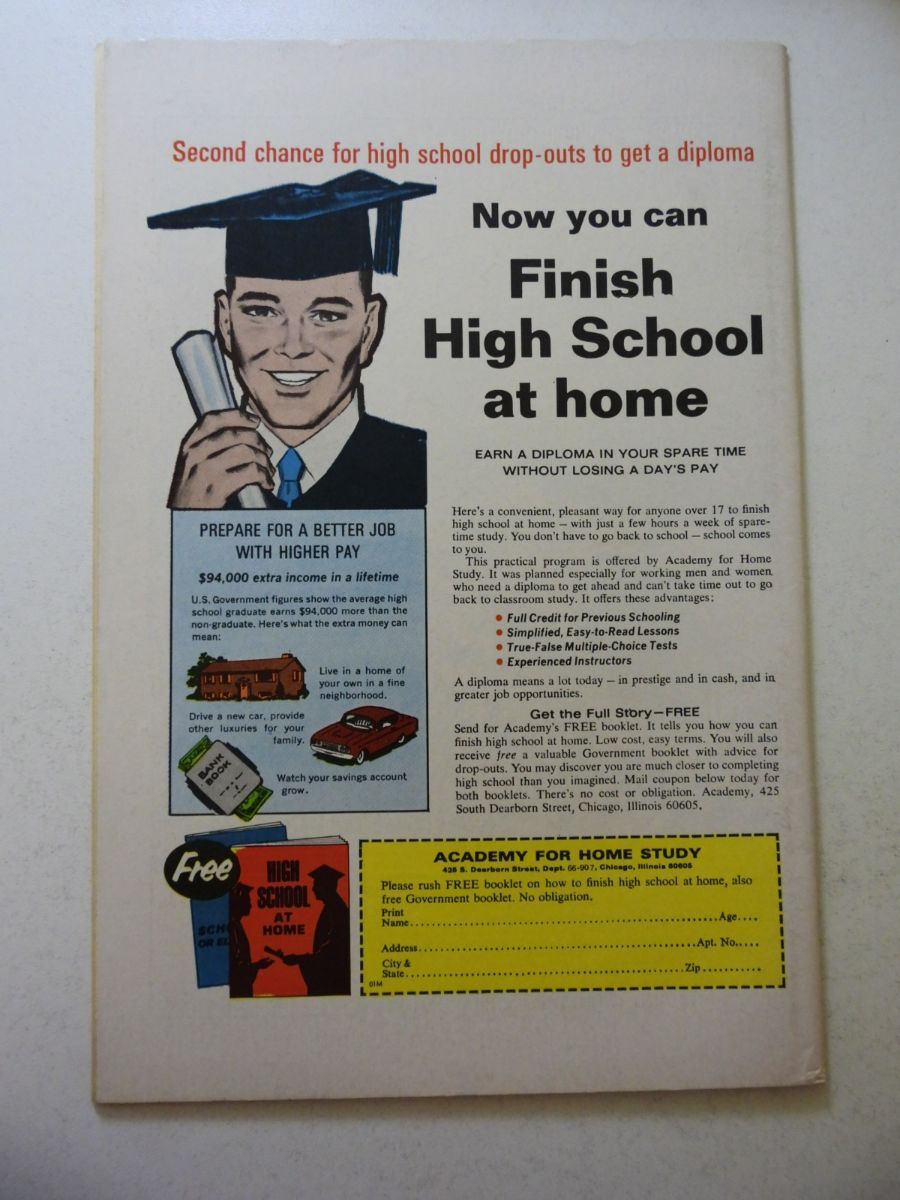 Second chance for high school drop-outs to get a diploma
Now you can
Finish
High School
at home
EARN A DIPLOMA IN YOUR SPARE TIME
WITHOUT LOSING A DAY'S PAY
PREPARE FOR A BETTER JOB
WITH HIGHER PAY
$94,000 extra income in a lifetime
U.S. Government figures show the average high
school graduate earns $94,000 more than the
non-graduate. Here's what the extra money can
mean:
Live in a home of
your own in a fine
neighborhood.
Drive a new car, provide
other luxuries for your
family.
BANK
BOOK
Watch your savings account
grow.
Here's a convenient, pleasant way for anyone over 17 to finish
high school at home — with just a few hours a week of spare-
time study. You don't have to go back to school — school comes
to you.
This practical program is offered by Academy for Home
Study. It was planned especially for working men and women
who need a diploma to get ahead and can't take time out to go
back to classroom study. It offers these advantages:
• Full Credit for Previous Schooling
• Simplified, Easy-to-Read Lessons
• True-False Multiple-Choice Tests
• Experienced Instructors
A diploma means a lot today — in prestige and in cash, and in
greater job opportunities.
Get the Full Story—FREE
Send for Academy's FREE booklet. It tells you how you can
finish high school at home. Low cost, easy terms. You will also
receive free a valuable Government booklet with advice for
drop-outs. You may discover you are much closer to completing
high school than you imagined. Mail coupon below today for
both booklets. There's no cost or obligation. Academy, 425
South Dearborn Street, Chicago, Illinois 60605.
Free
HIGH
SCHOOL
AT
HOME
SCH
OR EL
ACADEMY FOR HOME STUDY
425 S. Dearborn Street, Dept. 66-907, Chicago, Illinois 60605
Please rush FREE booklet on how to finish high school at home, also
free Government booklet. No obligation.
Print
Name.......................................................Age....
Address..................................................Apt. No.....
City &
State..................................................Zip...........
01M